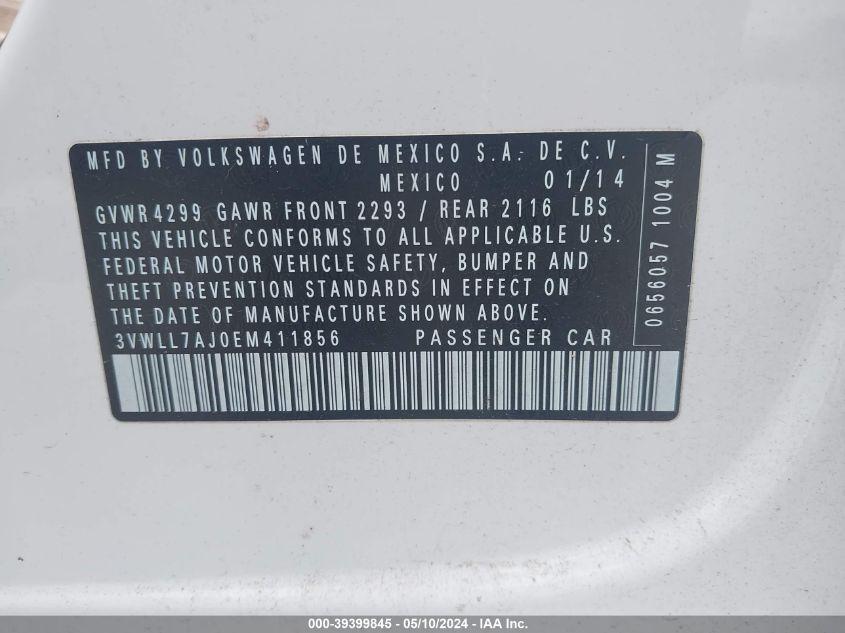 MFD BY VOLKSWAGEN DE MEXICO S.A. DE C.V.
MEXICO 01/14
GVWR 4299 GAWR FRONT 2293 / REAR 2116 LBS
THIS VEHICLE CONFORMS TO ALL APPLICABLE U.S.
FEDERAL MOTOR VEHICLE SAFETY, BUMPER AND
THEFT PREVENTION STANDARDS IN EFFECT ON
THE DATE OF MANUFACTURE SHOWN ABOVE.
3VWLL7AJ0EM411856 PASSENGER CAR
0656057 1004 M
000-39399845 - 05/10/2024 - IAA Inc.